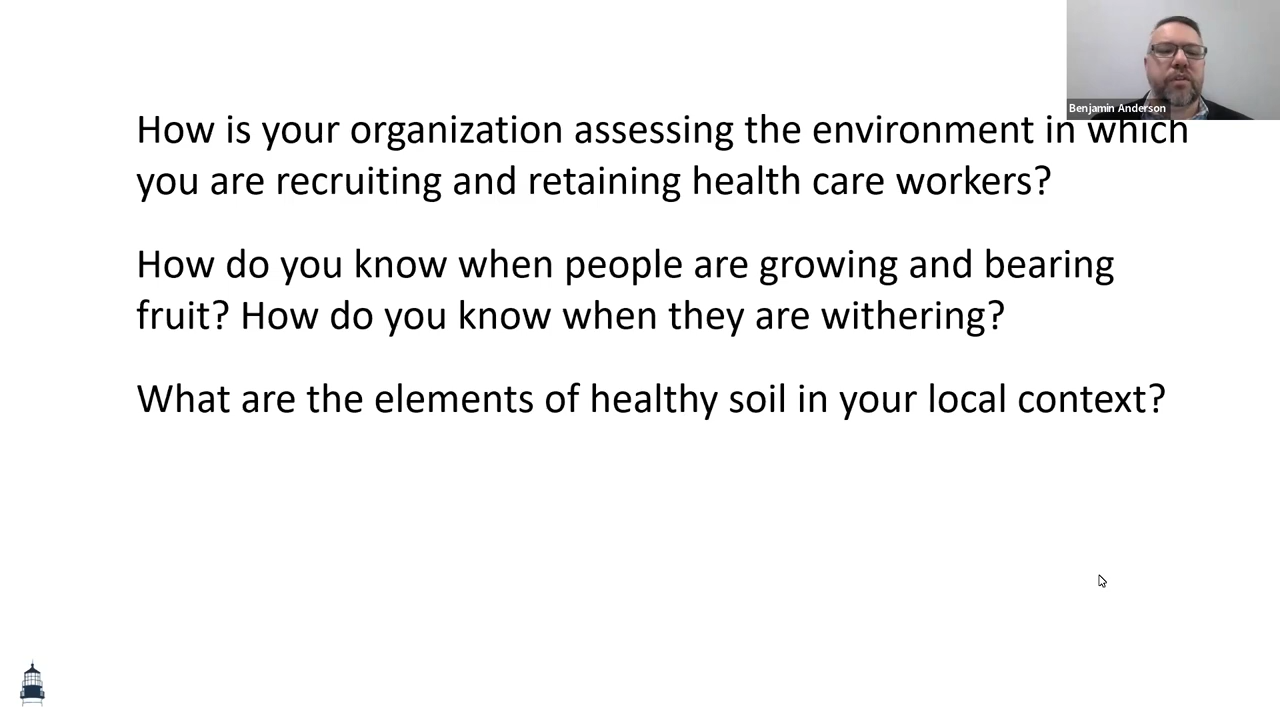 Benjamin Anderson
How is your organization assessing the environment in which
you are recruiting and retaining health care workers?
How do you know when people are growing and bearing
fruit? How do you know when they are withering?
What are the elements of healthy soil in your local context?